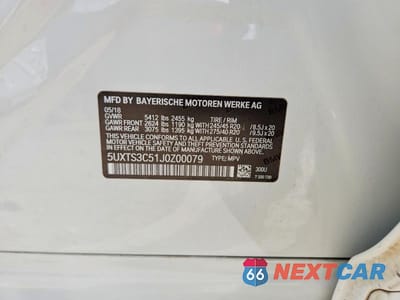 MFD BY BAYERISCHE MOTOREN WERKE AG
05/18
GVWR 5412 lbs 2455 kg TIRE / RIM
GAWR FRONT 2624 lbs 1190 kg WITH 245/45 R20 / 8.5J x 20
GAWR REAR 3075 lbs 1395 kg WITH 275/40 R20 / 9.5J x 20
THIS VEHICLE CONFORMS TO ALL APPLICABLE
FEDERAL MOTOR VEHICLE SAFETY, BUMPER, AND
THEFT PREVENTION STANDARDS IN EFFECT ON
THE DATE OF MANUFACTURE SHOWN ABOVE.
5UXTS3C51J0Z00079 TYPE: MPV
300U
66 NEXTCAR